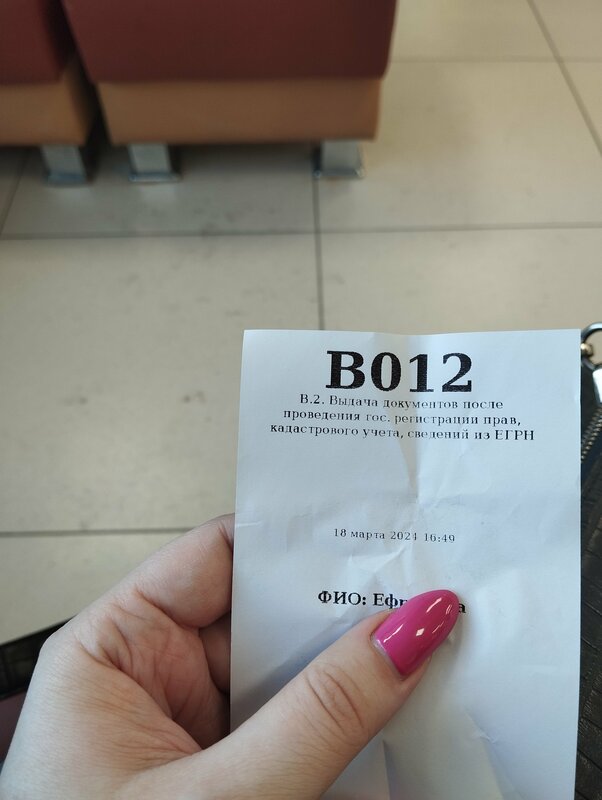 В012
В.2. Выдача документов после
проведения гос. регистрации прав,
кадастрового учета, сведений из ЕГРН
18 марта 2024 16:49
ФИО: